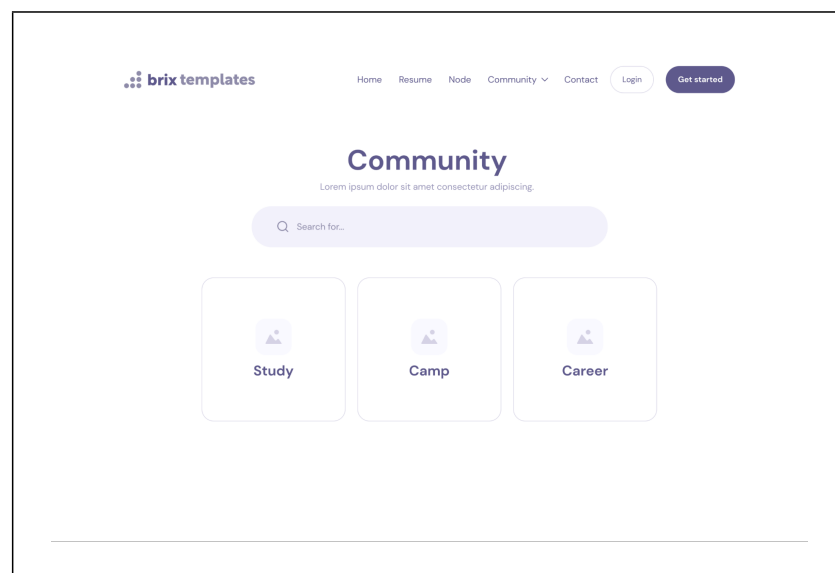 brix templates
Home Resume Node Community Contact Login Get started
Community
Lorem ipsum dolor sit amet consectetur adipiscing.
Search for...
Study Camp Career